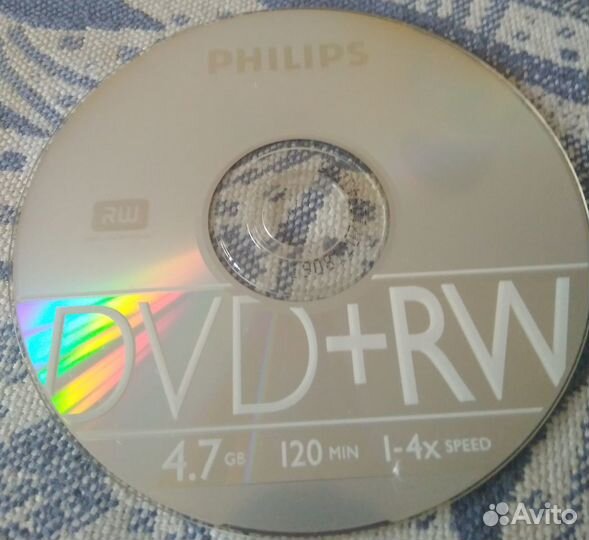 PHILIPS
RW
DVD+RW
4.7 GB 120 MIN 1-4x SPEED
Avito